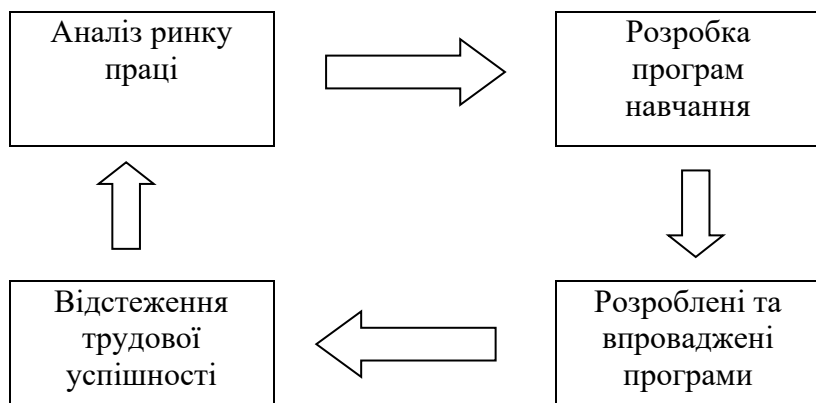 Аналіз ринку
праці
Розробка
програм
навчання
Відстеження
трудової
успішності
Розроблені та
впроваджені
програми